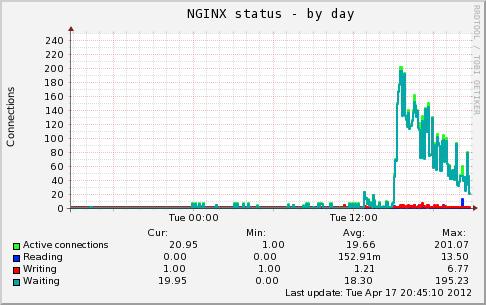 NGINX status - by day
RRDTOOL / TOBI OETIKER
Connections
240
220
200
180
160
140
120
100
80
60
40
20
0
Tue 00:00 Tue 12:00
Cur: Min: Avg: Max:
Active connections 20.95 1.00 19.66 201.07
Reading 0.00 0.00 152.91m 13.50
Writing 1.00 1.00 1.21 6.77
Waiting 19.95 0.00 18.30 195.23
Last update: Tue Apr 17 20:45:10 2012